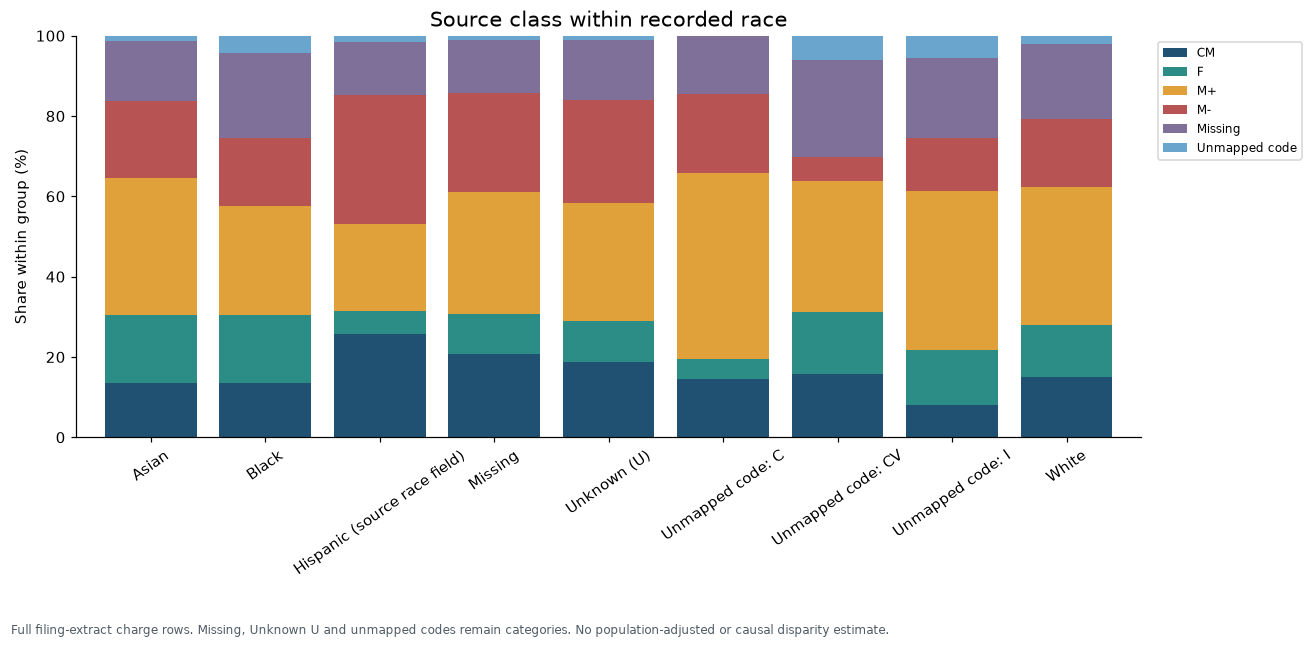 Source class within recorded race
Share within group (%)
100
80
60
40
20
0
Asian
Black
Hispanic (source race field)
Missing
Unknown (U)
Unmapped code: C
Unmapped code: CV
Unmapped code: I
White
CM
F
M+
M-
Missing
Unmapped code
Full filing-extract charge rows. Missing, Unknown U and unmapped codes remain categories. No population-adjusted or causal disparity estimate.